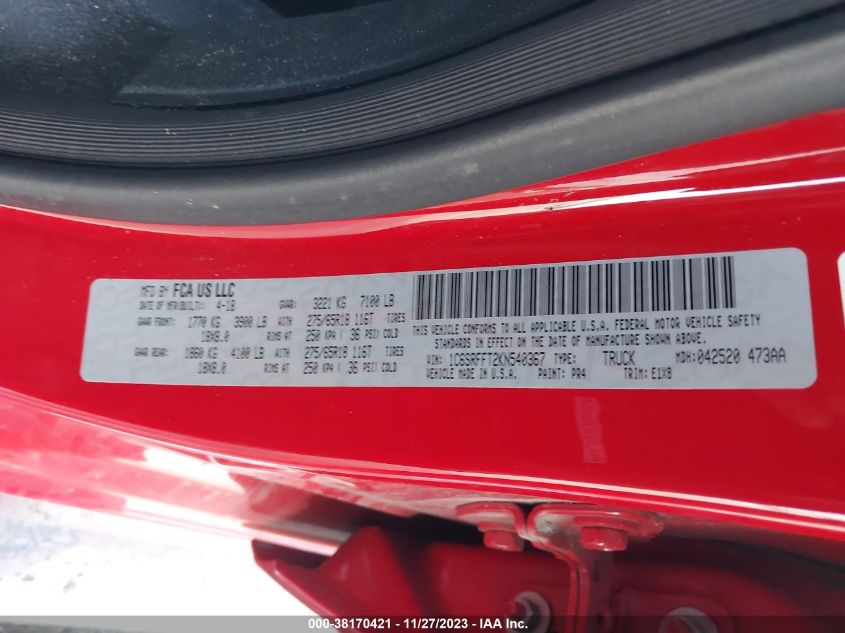 MFD BY FCA US LLC
DATE OF MFR(BUILT): 4-18 GVWR: 3221 KG 7100 LB
GAWR FRONT: 1770 KG 3900 LB WITH 275/65R18 116T TIRES
18X8.0 RIMS AT 250 KPA ( 36 PSI) COLD
GAWR REAR: 1860 KG 4100 LB WITH 275/65R18 116T TIRES
18X8.0 RIMS AT 250 KPA ( 36 PSI) COLD
THIS VEHICLE CONFORMS TO ALL APPLICABLE U.S.A. FEDERAL MOTOR VEHICLE SAFETY
STANDARDS IN EFFECT ON THE DATE OF MANUFACTURE SHOWN ABOVE.
VIN: 1C6SRFFT2KN540367 TYPE: TRUCK MDH: 042520 473AA
VEHICLE MADE IN U.S.A. PAINT: PR4 TRIM: E1X8
000-38170421 - 11/27/2023 - IAA Inc.